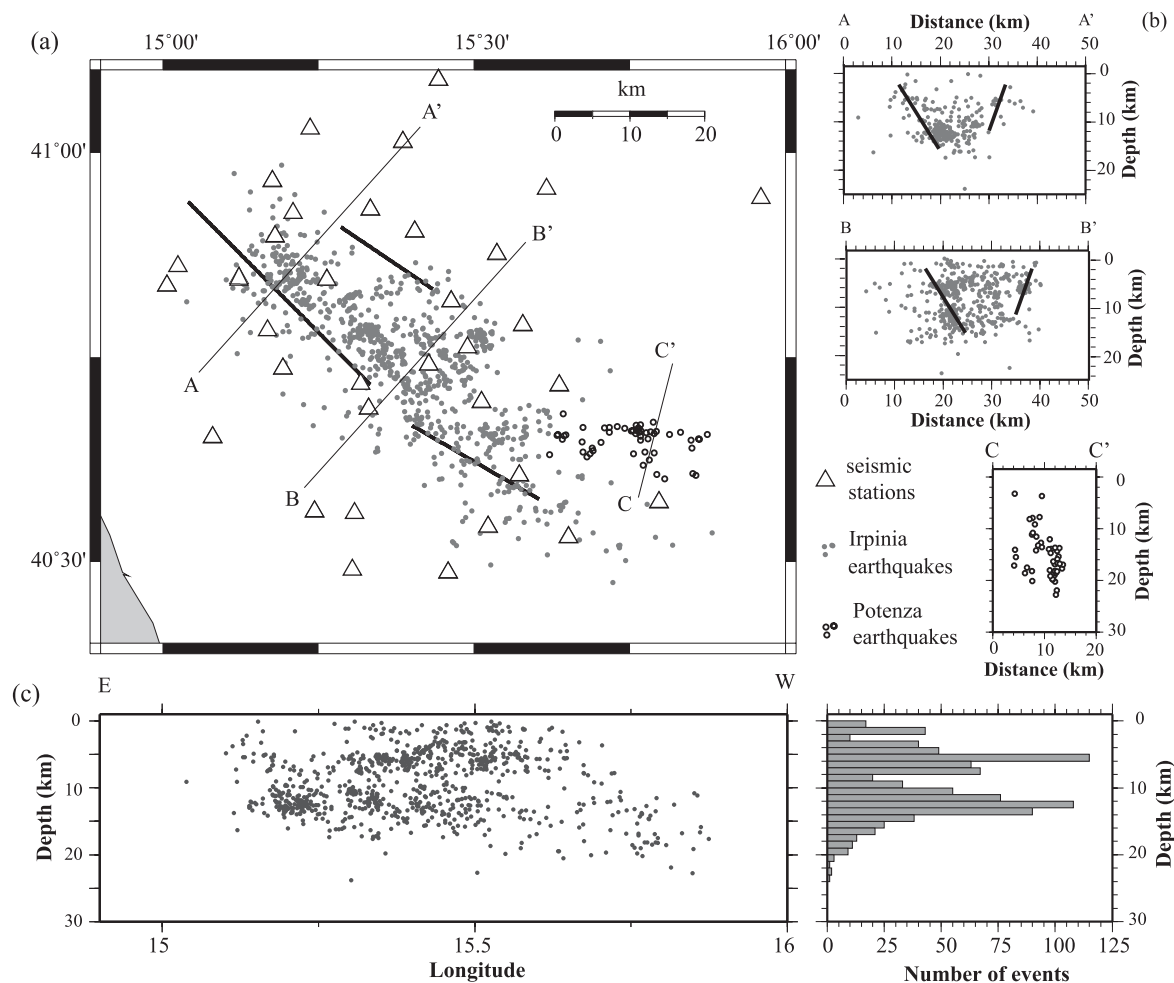 (a)
15°00'
15°30'
16°00'
41°00'
40°30'
km
0 10 20
A'
B'
C'
A
B
C
(b)
A Distance (km) A'
0 10 20 30 40 50
0
10
20
Depth (km)
B B'
0
10
20
Depth (km)
0 10 20 30 40 50
Distance (km)
seismic
stations
Irpinia
earthquakes
Potenza
earthquakes
C C'
0
10
20
30
Depth (km)
0 10 20
Distance (km)
(c)
E W
0
10
20
30
Depth (km)
15 15.5 16
Longitude
0
10
20
30
Depth (km)
0 25 50 75 100 125
Number of events